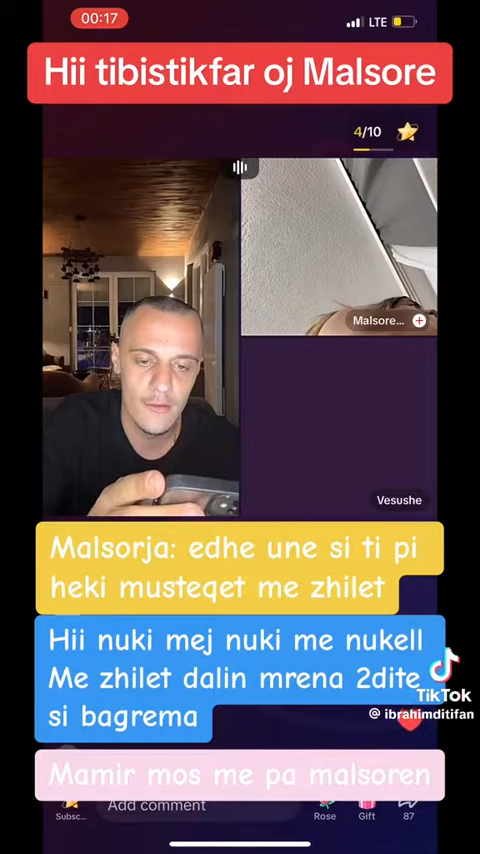 00:17
LTE
Hii tibistikfar oj Malsore
4/10
Malsore...
Vesushe
Malsorja: edhe une si ti pi
heki musteqet me zhilet
Hii nuki mej nuki me nukell
Me zhilet dalin mrena 2dite
si bagrema
TikTok
@ibrahimditifan
Mamir mos me pa malsoren
Subsc...
Add comment
Rose
Gift
87